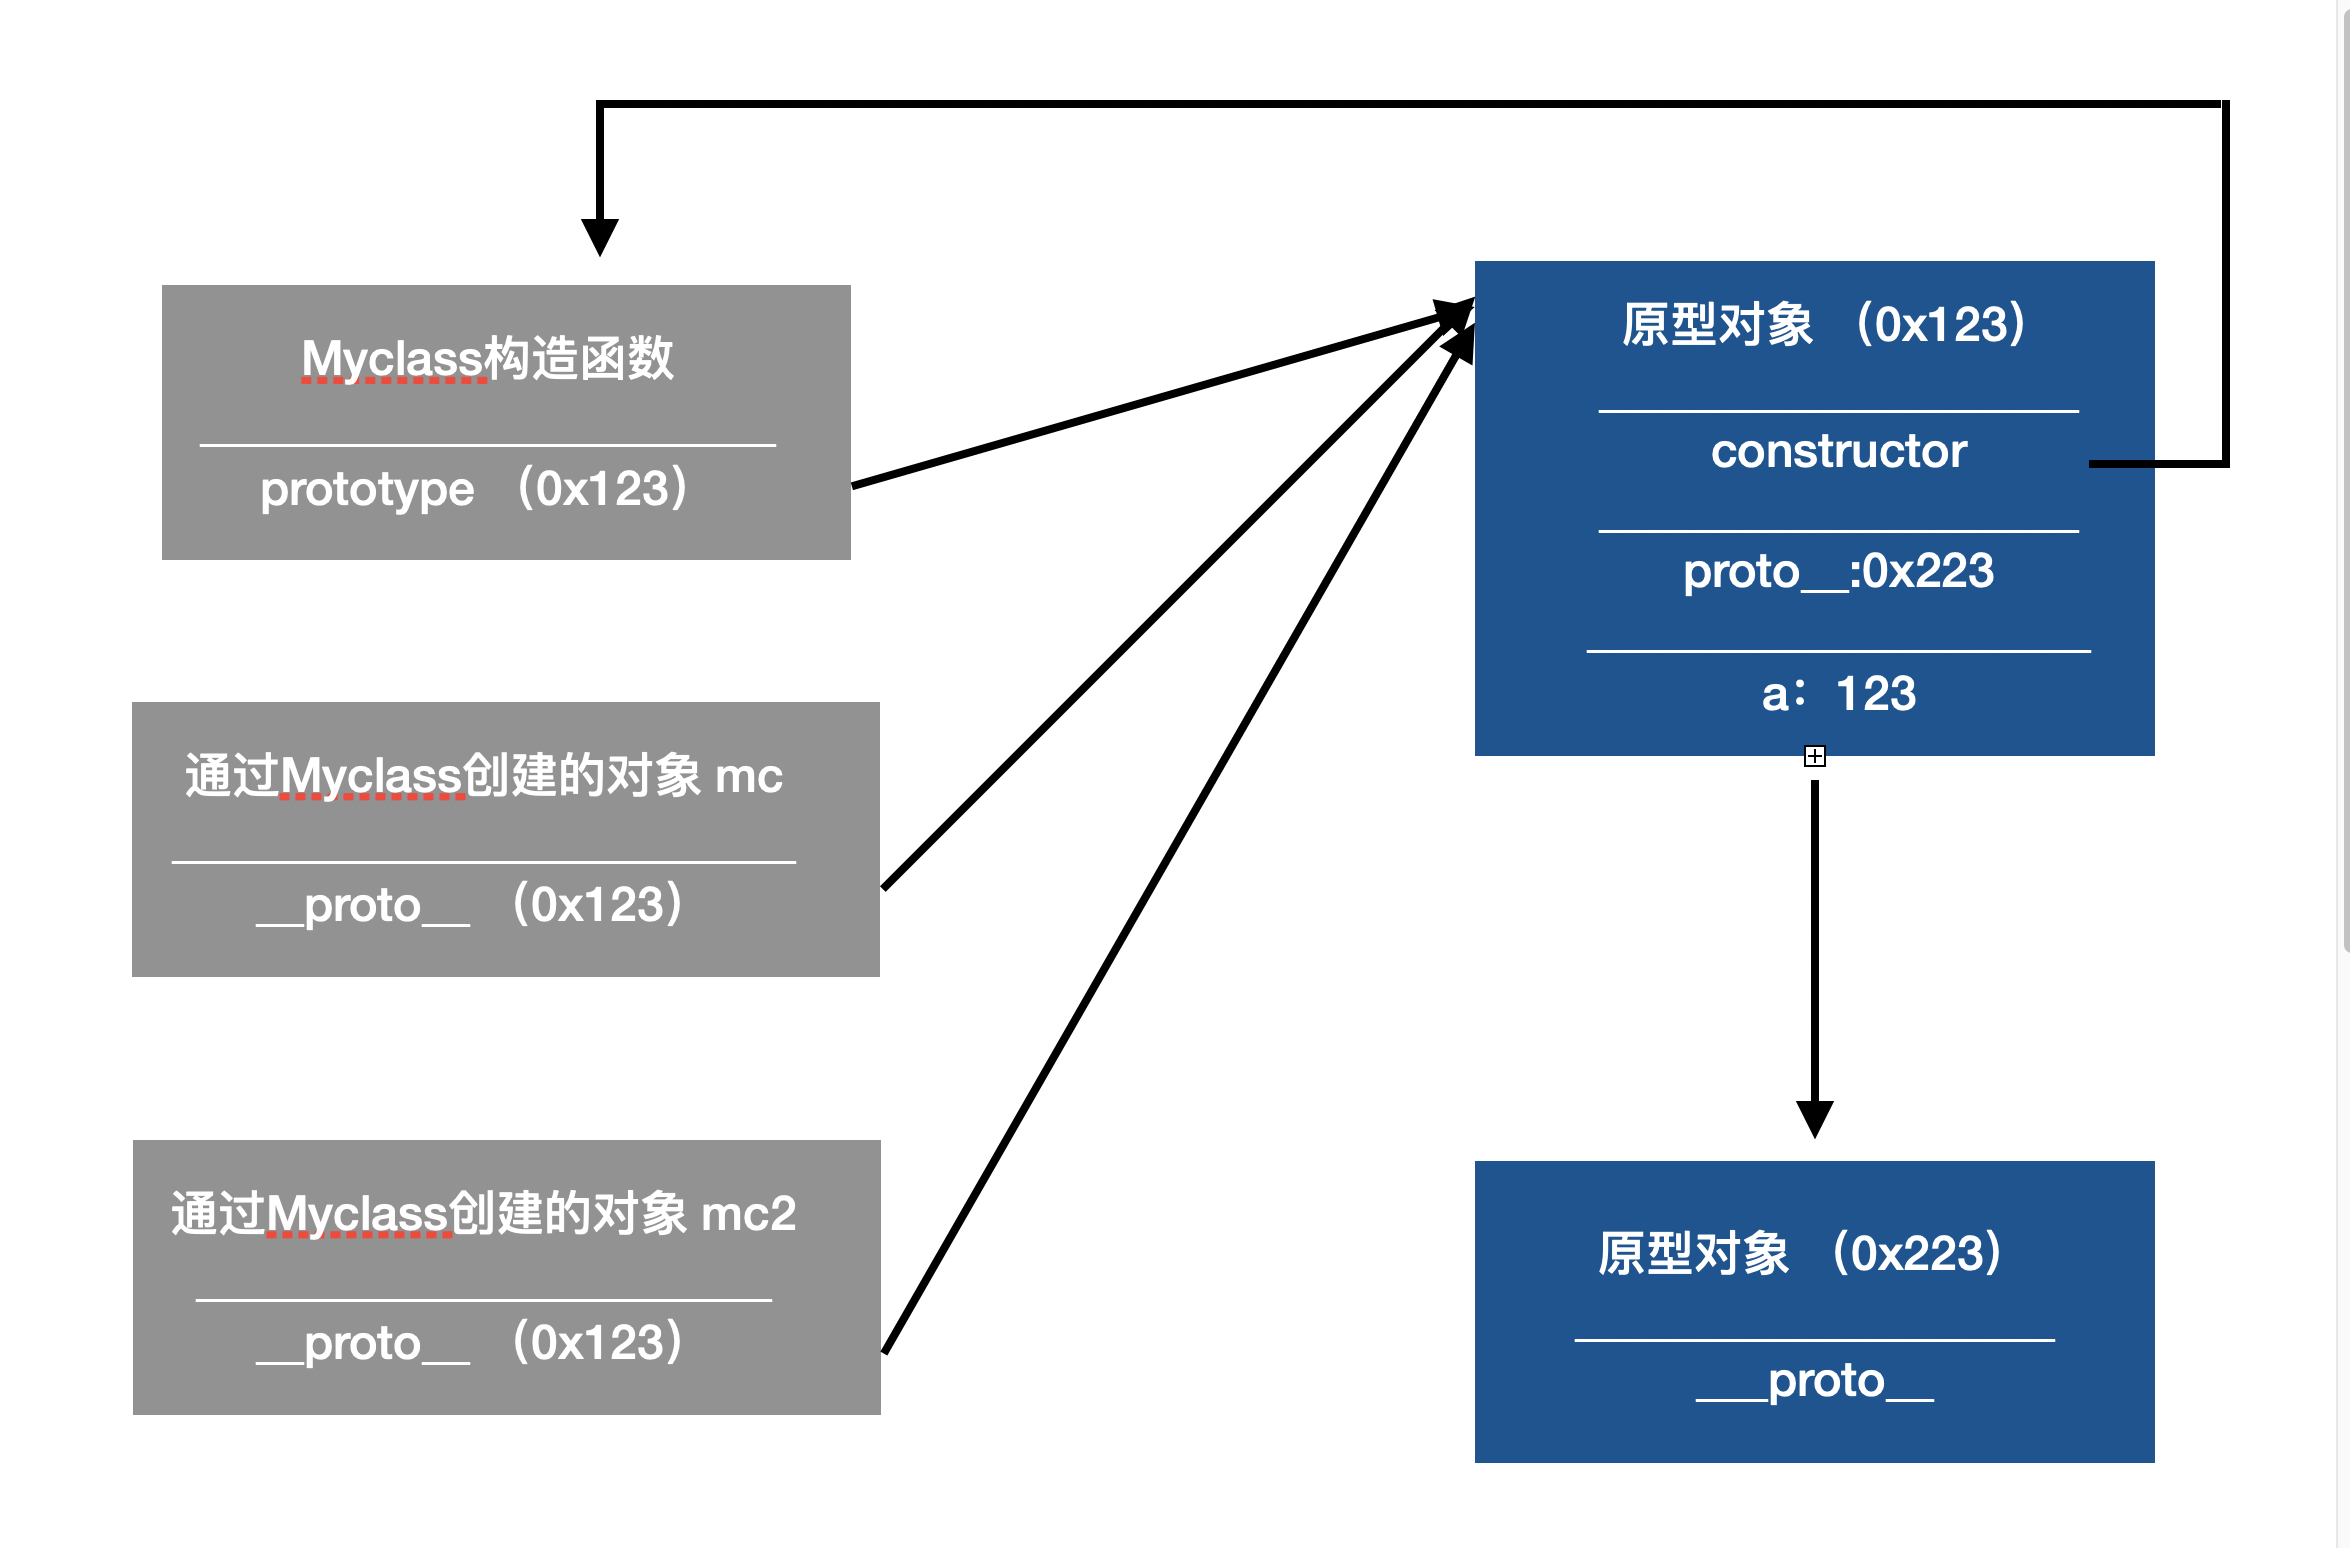 Myclass构造函数
prototype （0x123）
通过Myclass创建的对象 mc
__proto__ （0x123）
通过Myclass创建的对象 mc2
__proto__ （0x123）
原型对象 （0x123）
constructor
proto__:0x223
a：123
原型对象 （0x223）
___proto__